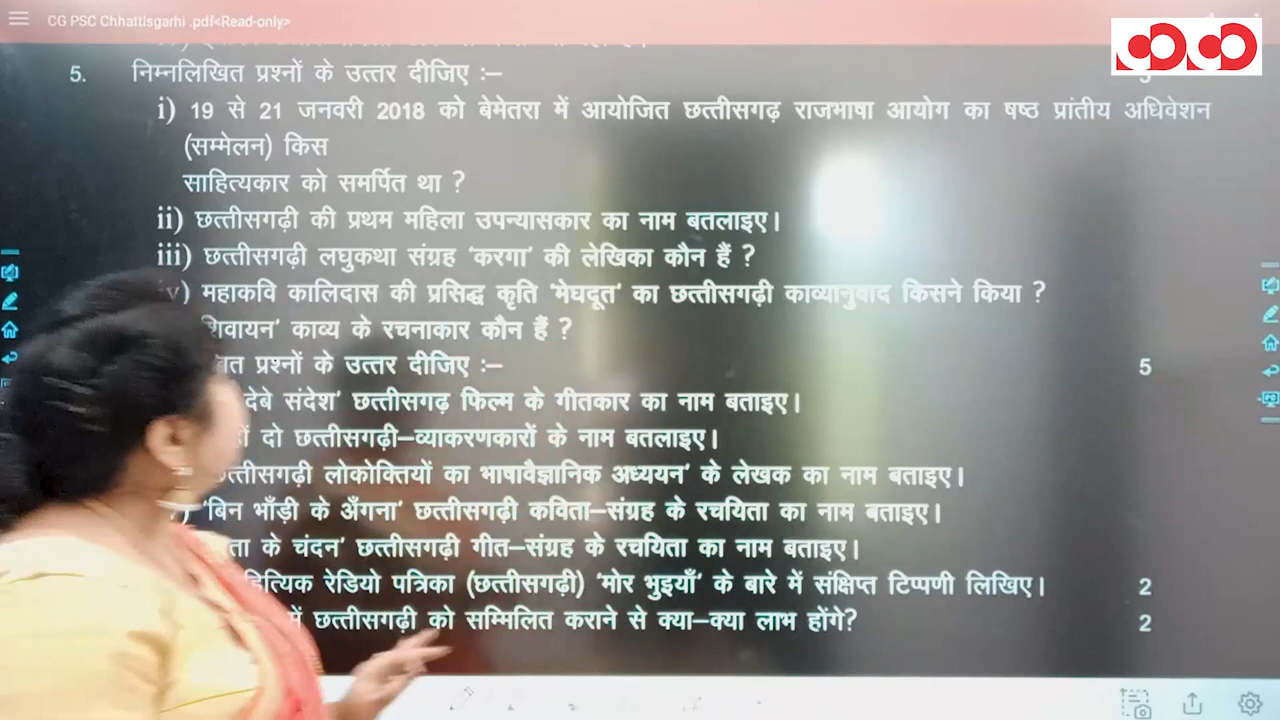 CG PSC Chhattisgarhi .pdf<Read-only>
5. निम्नलिखित प्रश्नों के उत्तर दीजिए :–
i) 19 से 21 जनवरी 2018 को बेमेतरा में आयोजित छत्तीसगढ़ राजभाषा आयोग का षष्ठ प्रांतीय अधिवेशन
(सम्मेलन) किस
साहित्यकार को समर्पित था ?
ii) छत्तीसगढ़ी की प्रथम महिला उपन्यासकार का नाम बतलाइए।
iii) छत्तीसगढ़ी लघुकथा संग्रह 'करगा' की लेखिका कौन हैं ?
iv) महाकवि कालिदास की प्रसिद्ध कृति 'मेघदूत' का छत्तीसगढ़ी काव्यानुवाद किसने किया ?
शिवायन' काव्य के रचनाकार कौन हैं ?
प्रश्नों के उत्तर दीजिए :– 5
देबे संदेश' छत्तीसगढ़ फिल्म के गीतकार का नाम बताइए।
दो छत्तीसगढ़ी–व्याकरणकारों के नाम बतलाइए।
लोकोक्तियों का भाषावैज्ञानिक अध्ययन' के लेखक का नाम बताइए।
'बिन भाँड़ी के अँगना' छत्तीसगढ़ी कविता–संग्रह के रचयिता का नाम बताइए।
के चंदन' छत्तीसगढ़ी गीत–संग्रह के रचयिता का नाम बताइए।
रेडियो पत्रिका (छत्तीसगढ़ी) 'मोर भुइयाँ' के बारे में संक्षिप्त टिप्पणी लिखिए। 2
में छत्तीसगढ़ी को सम्मिलित कराने से क्या–क्या लाभ होंगे? 2